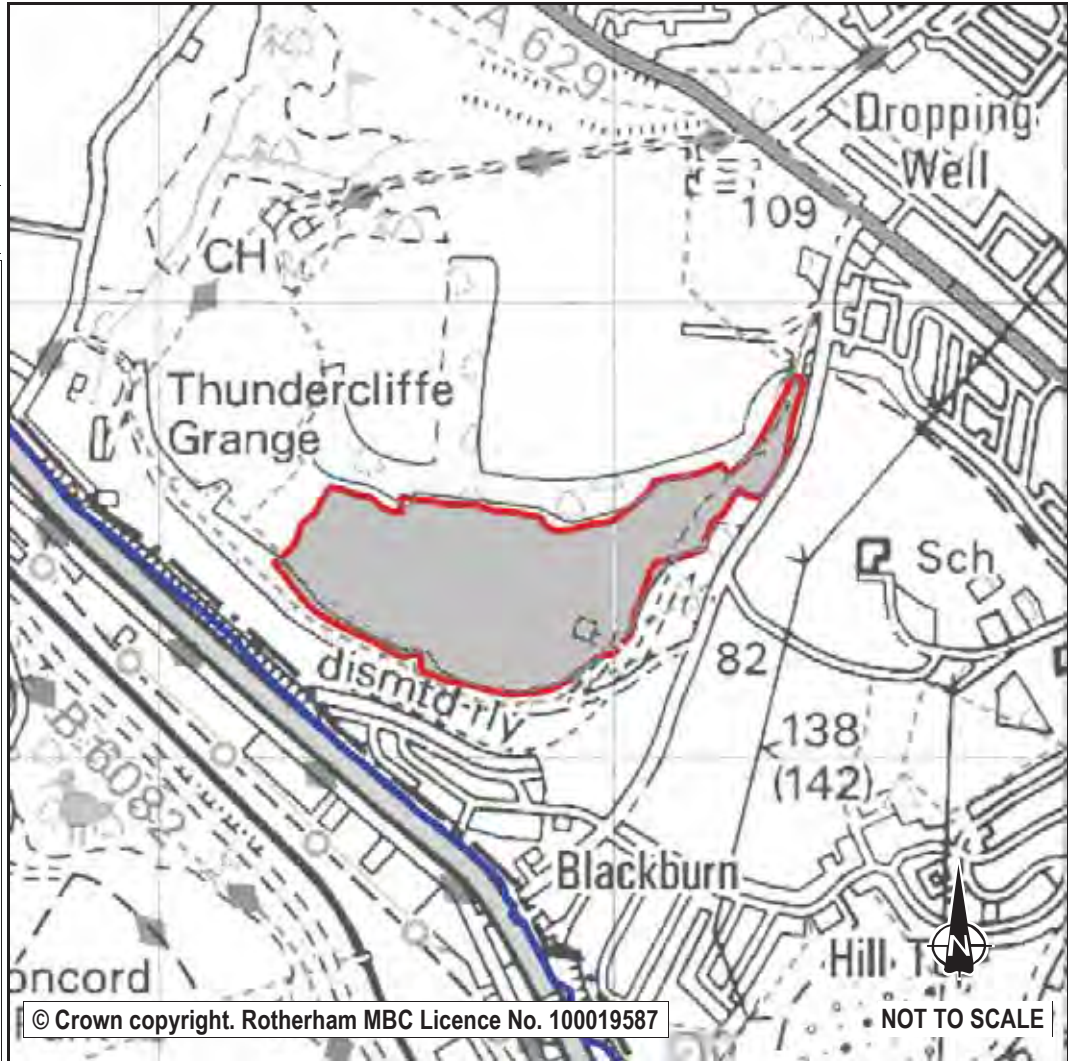 A 629
Dropping
Well
109
CH
Thundercliffe
Grange
Sch
dismtd rly
82
138
(142)
B 6082
Blackburn
N
Hill
oncord
© Crown copyright. Rotherham MBC Licence No. 100019587
NOT TO SCALE